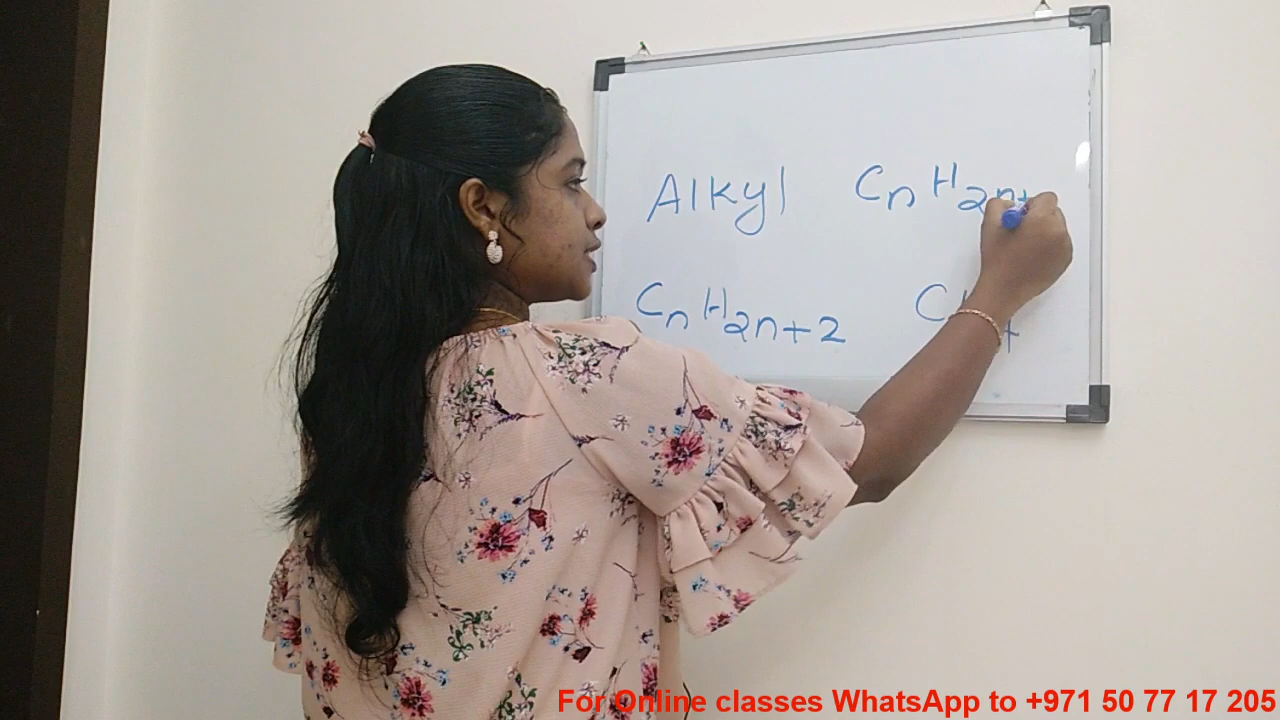 Alkyl CnH2n+
CnH2n+2
For Online classes WhatsApp to +971 50 77 17 205